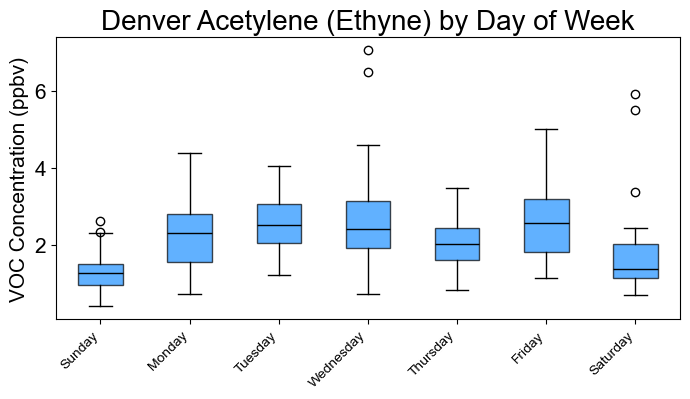 Denver Acetylene (Ethyne) by Day of Week
VOC Concentration (ppbv)
6
4
2
Sunday
Monday
Tuesday
Wednesday
Thursday
Friday
Saturday